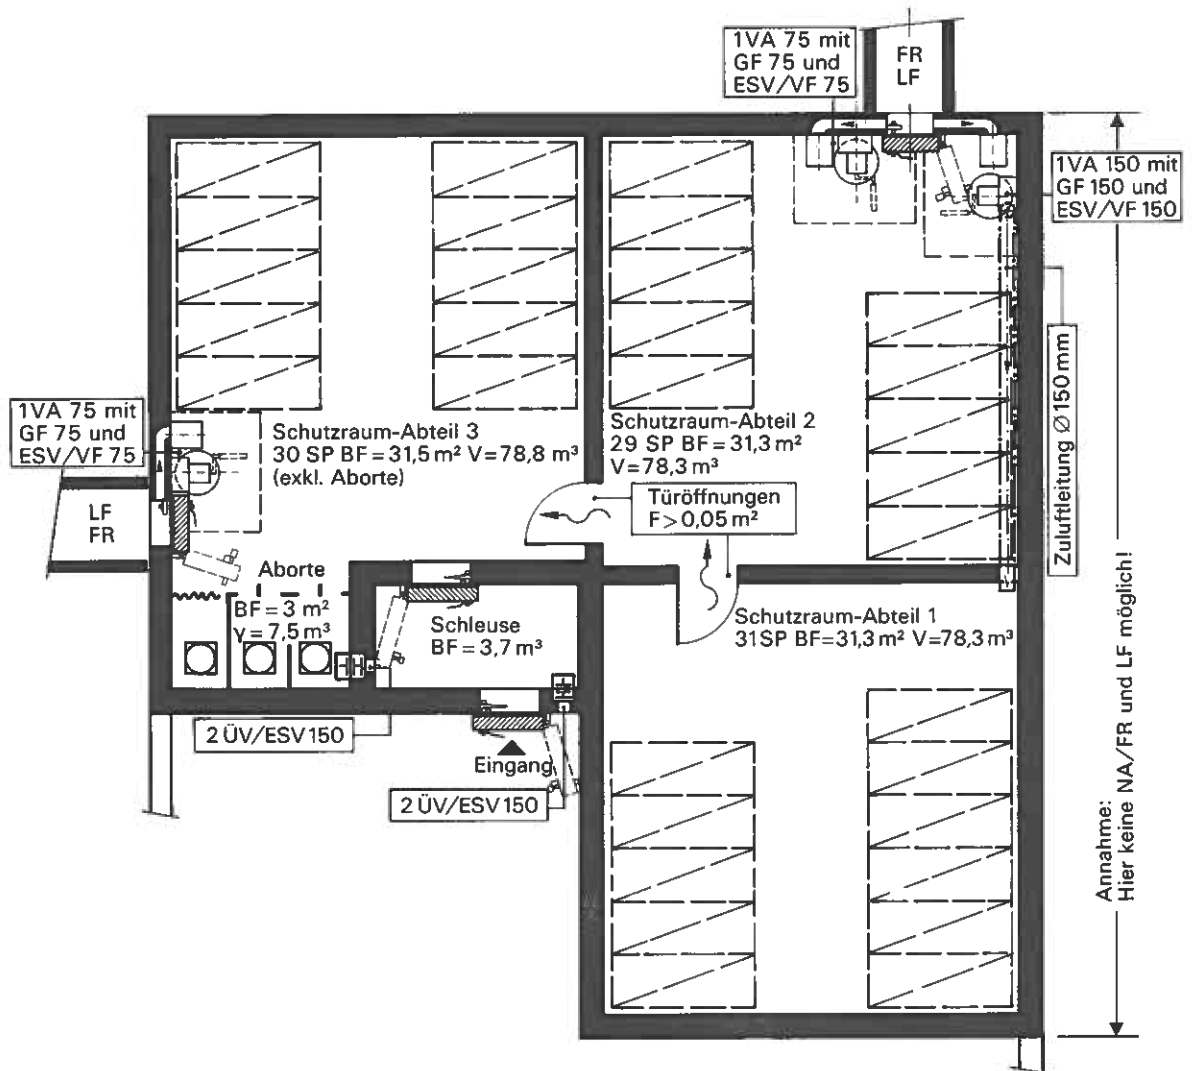 1VA 75 mit
GF 75 und
ESV/VF 75
FR
LF
1VA 150 mit
GF 150 und
ESV/VF 150
Zuluftleitung Ø 150 mm
Annahme:
Hier keine NA/FR und LF möglich!
1VA 75 mit
GF 75 und
ESV/VF 75
LF
FR
Schutzraum-Abteil 3
30 SP BF = 31,5 m² V=78,8 m³
(exkl. Aborte)
Schutzraum-Abteil 2
29 SP BF = 31,3 m²
V=78,3 m³
Türöffnungen
F > 0,05 m²
Aborte
BF = 3 m²
V = 7,5 m³
Schleuse
BF = 3,7 m³
Schutzraum-Abteil 1
31SP BF=31,3 m² V=78,3 m³
2 ÜV/ESV 150
Eingang
2 ÜV/ESV 150